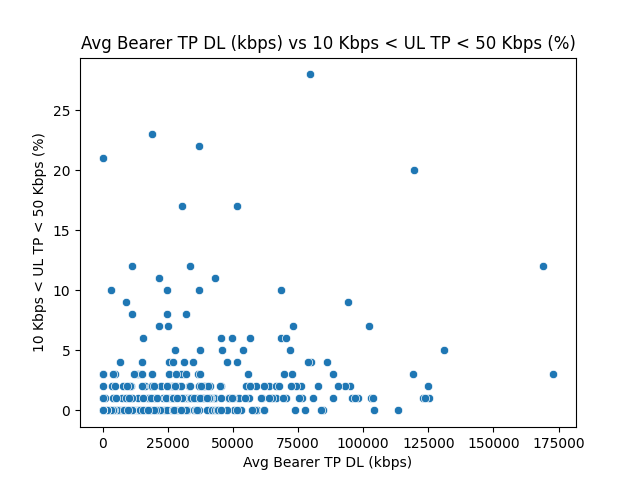 Avg Bearer TP DL (kbps) vs 10 Kbps < UL TP < 50 Kbps (%)
10 Kbps < UL TP < 50 Kbps (%)
25
20
15
10
5
0
0 25000 50000 75000 100000 125000 150000 175000
Avg Bearer TP DL (kbps)